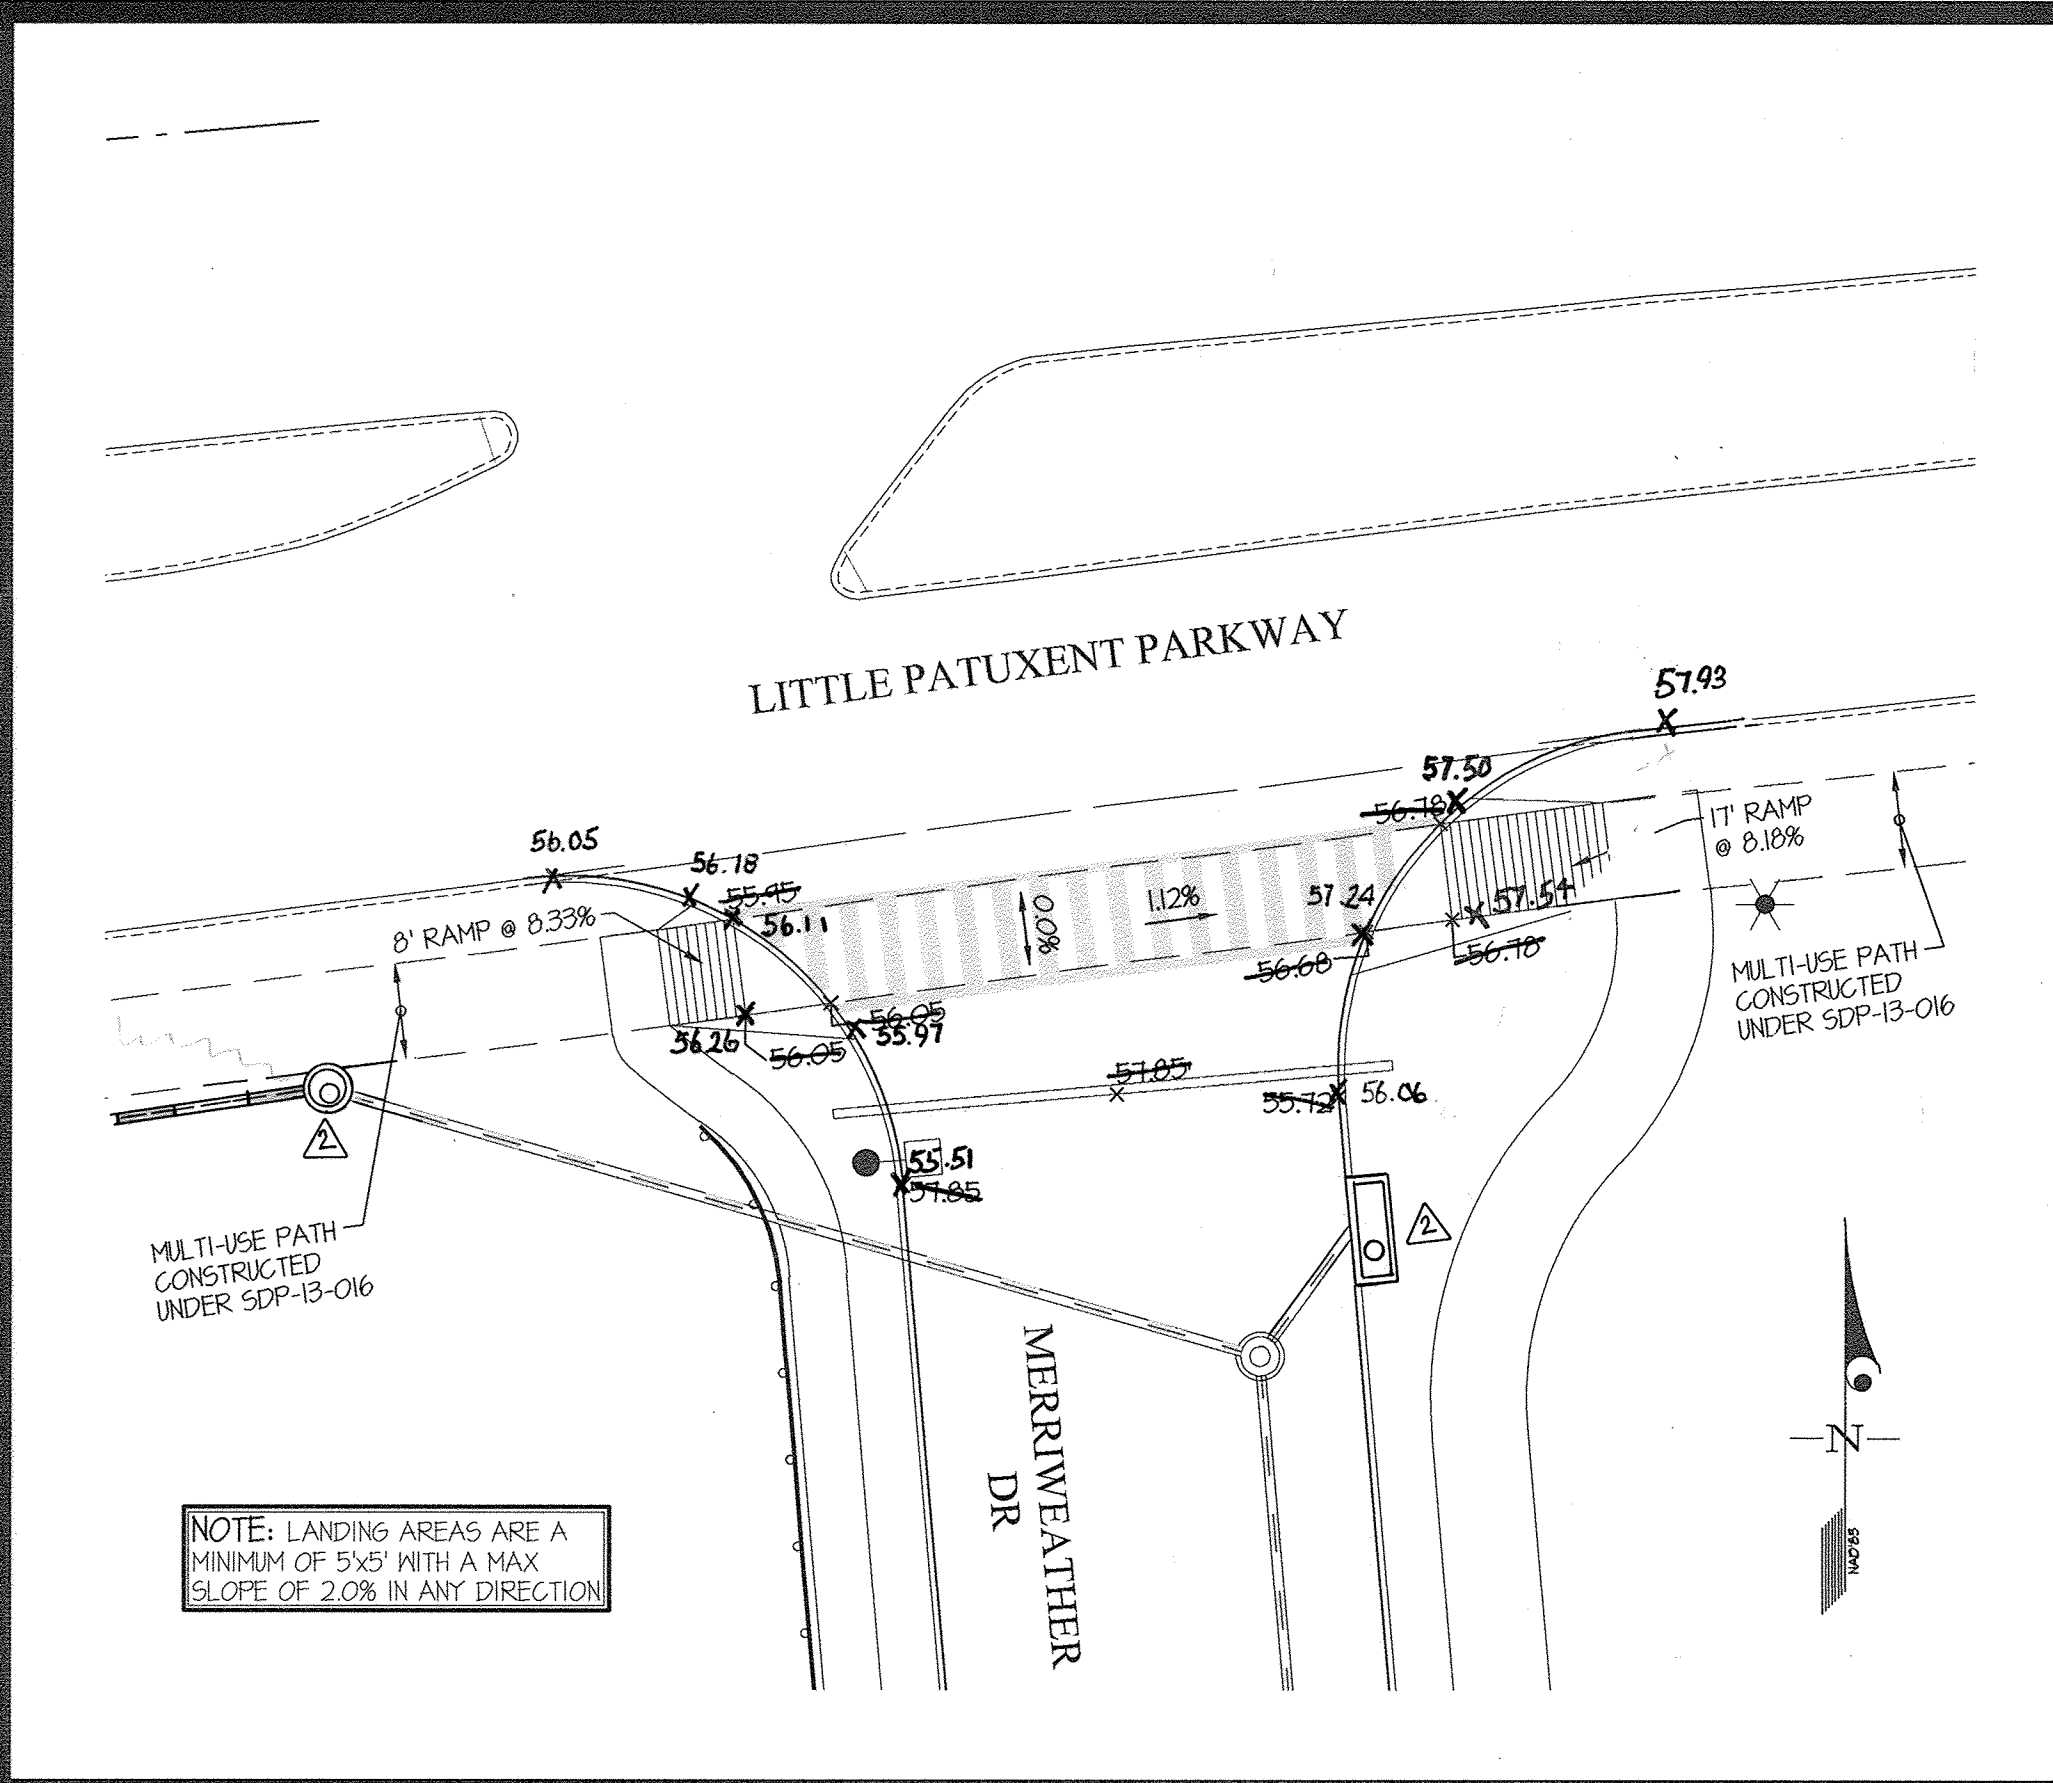 LITTLE PATUXENT PARKWAY
57.93
57.50
56.78
17' RAMP
@ 8.18%
56.05
56.18
55.95
56.11
8' RAMP @ 8.33%
0.0%
1.12%
57.24
57.54
56.68
56.78
MULTI-USE PATH
CONSTRUCTED
UNDER SDP-13-016
56.05
55.97
56.26
56.05
57.85
55.72
56.06
2
55.51
57.85
2
MULTI-USE PATH
CONSTRUCTED
UNDER SDP-13-016
MERRIWEATHER
DR
N
NAD'83
NOTE: LANDING AREAS ARE A
MINIMUM OF 5'x5' WITH A MAX
SLOPE OF 2.0% IN ANY DIRECTION